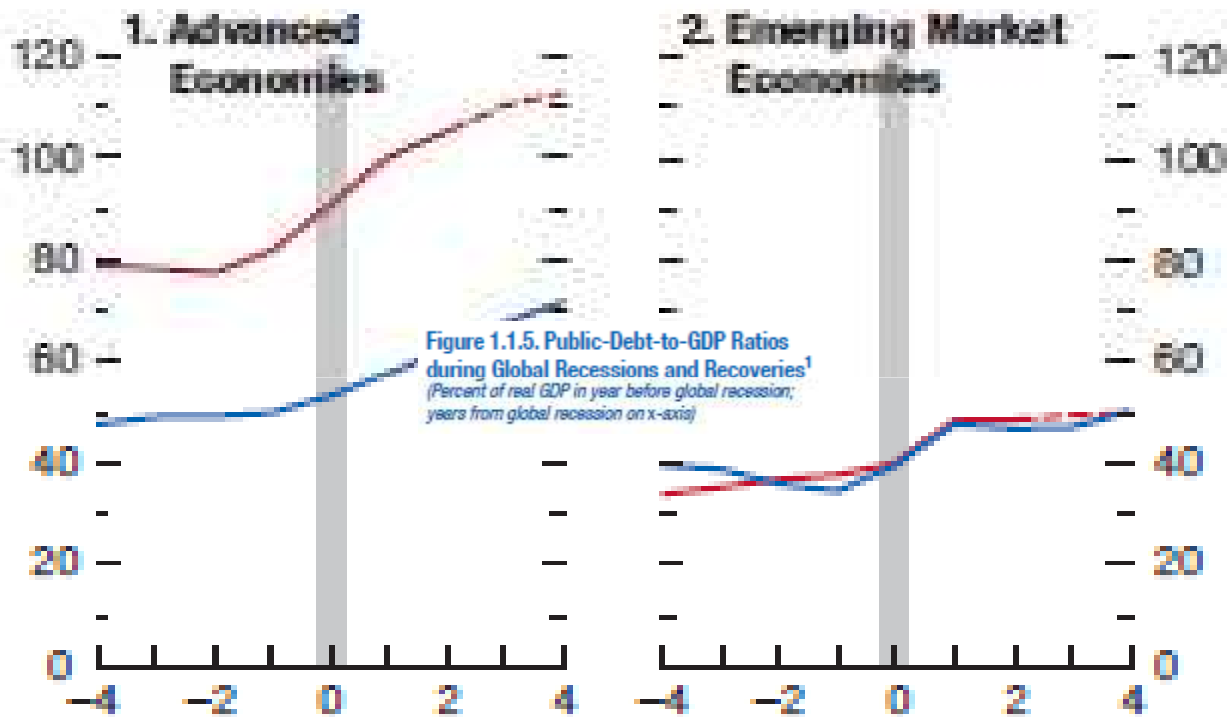 1. Advanced
Economies
2. Emerging Market
Economies
120
100
80
60
40
20
0
−4 −2 0 2 4
Figure 1.1.5. Public-Debt-to-GDP Ratios
during Global Recessions and Recoveries¹
(Percent of real GDP in year before global recession;
years from global recession on x-axis)
120
100
80
60
40
20
0
−4 −2 0 2 4